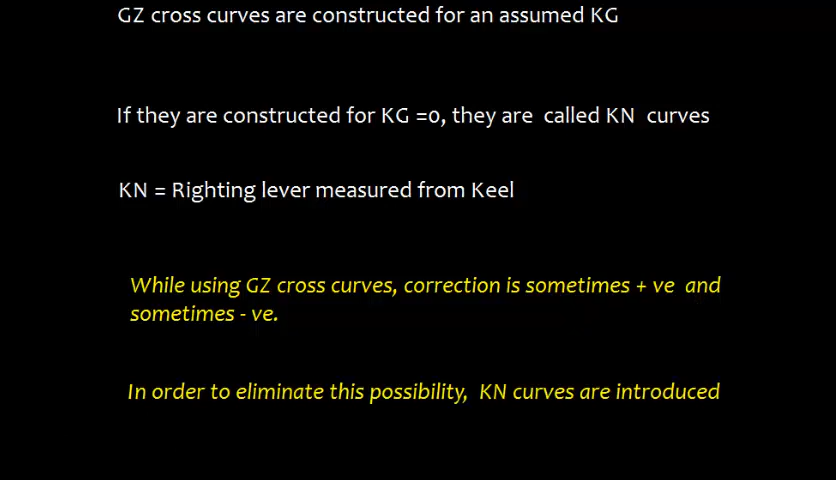 GZ cross curves are constructed for an assumed KG
If they are constructed for KG =0, they are called KN curves
KN = Righting lever measured from Keel
While using GZ cross curves, correction is sometimes + ve and
sometimes - ve.
In order to eliminate this possibility, KN curves are introduced